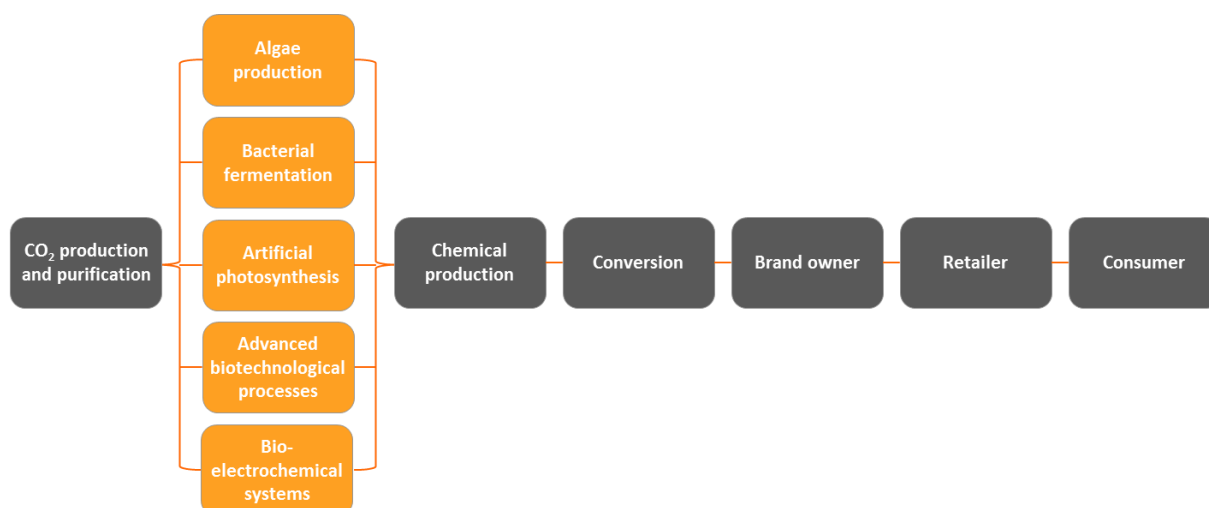 Algae
production
Bacterial
fermentation
CO₂ production
and purification
Artificial
photosynthesis
Chemical
production
Conversion
Brand owner
Retailer
Consumer
Advanced
biotechnological
processes
Bio-
electrochemical
systems